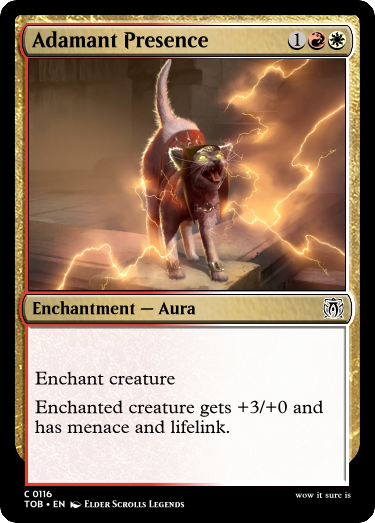 Adamant Presence 1
Enchantment — Aura
Enchant creature
Enchanted creature gets +3/+0 and
has menace and lifelink.
C 0116
TOB • EN Elder Scrolls Legends
wow it sure is